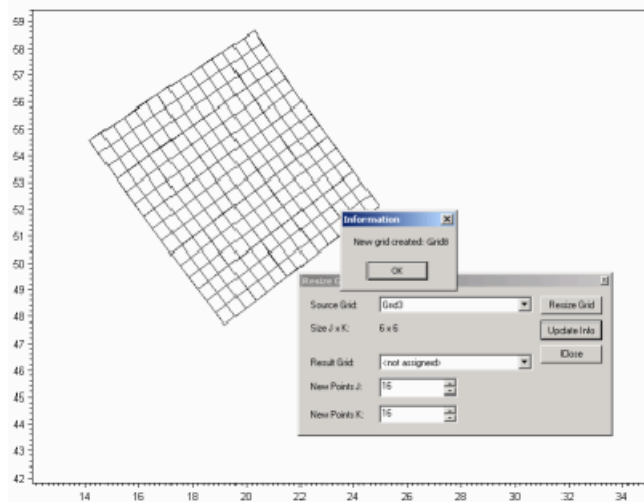 59
58
57
56
55
54
53
52
51
50
49
48
47
46
45
44
43
42
Information
New grid created: Grid8
OK
Resize G
Source Grid: Grid3
Resize Grid
Size J x K: 6 x 6
Update Info
Close
Result Grid: <not assigned>
New Points J: 16
New Points K: 16
14 16 18 20 22 24 26 28 30 32 34